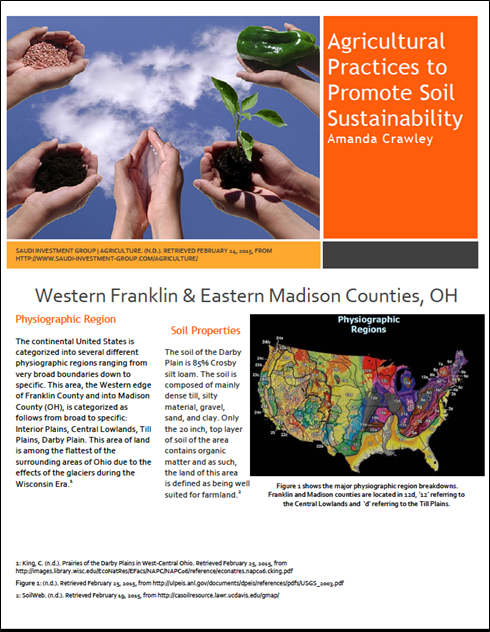 Agricultural
Practices to
Promote Soil
Sustainability
Amanda Crawley
SAUDI INVESTMENT GROUP | AGRICULTURE. (N.D.). RETRIEVED FEBRUARY 24, 2015, FROM
HTTP://WWW.SAUDI-INVESTMENT-GROUP.COM/AGRICULTURE/
Western Franklin & Eastern Madison Counties, OH
Physiographic Region
The continental United States is
categorized into several different
physiographic regions ranging from
very broad boundaries down to
specific. This area, the Western edge
of Franklin County and into Madison
County (OH), is categorized as
follows from broad to specific:
Interior Plains, Central Lowlands, Till
Plains, Darby Plain. This area of land
is among the flattest of the
surrounding areas of Ohio due to the
effects of the glaciers during the
Wisconsin Era.¹
Soil Properties
The soil of the Darby
Plain is 85% Crosby
silt loam. The soil is
composed of mainly
dense till, silty
material, gravel,
sand, and clay. Only
the 20 inch, top layer
of soil of the area
contains organic
matter and as such,
the land of this area
is defined as being well
suited for farmland.²
Physiographic
Regions
Figure 1 shows the major physiographic region breakdowns.
Franklin and Madison counties are located in 12d, '12' referring to
the Central Lowlands and 'd' referring to the Till Plains.
1: King, C. (n.d.). Prairies of the Darby Plains in West-Central Ohio. Retrieved February 25, 2015, from
http://images.library.wisc.edu/EcoNatRes/EFacs/NAPC/NAPC06/reference/econatres.napc06.cking.pdf
Figure 1: (n.d.). Retrieved February 25, 2015, from http://vlpeis.anl.gov/documents/dpeis/references/pdfs/USGS_2003.pdf
2: SoilWeb. (n.d.). Retrieved February 19, 2015, from http://casoilresource.lawr.ucdavis.edu/gmap/